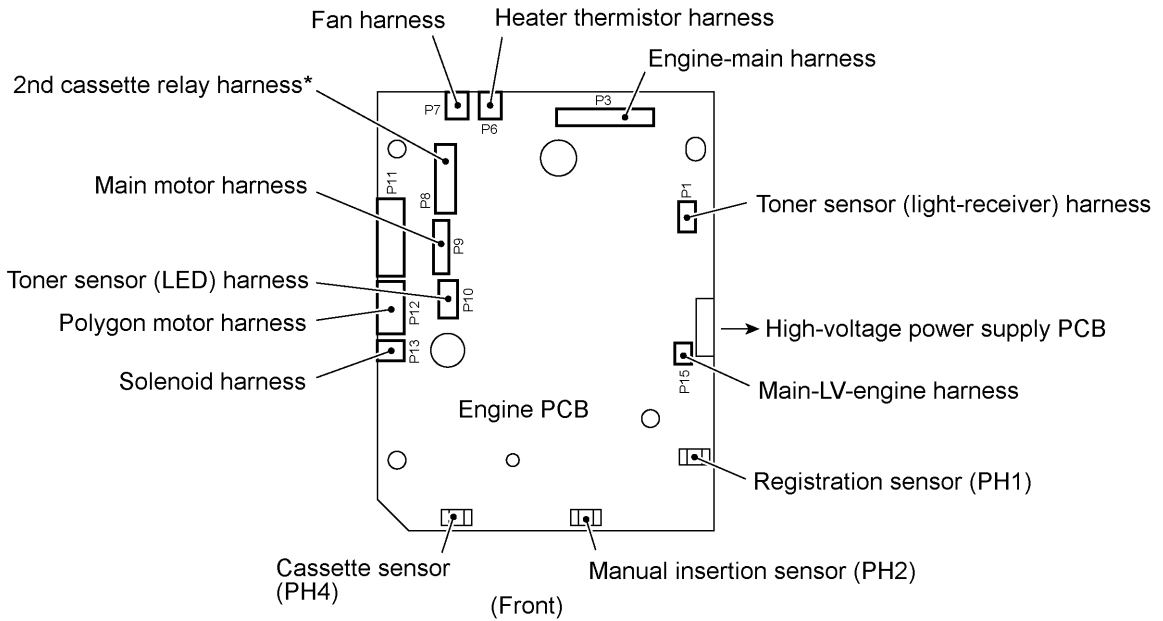 Fan harness
Heater thermistor harness
Engine-main harness
2nd cassette relay harness*
P7
P6
P3
Main motor harness
P11
P8
P1
Toner sensor (light-receiver) harness
P9
Toner sensor (LED) harness
P10
Polygon motor harness
P12
High-voltage power supply PCB
P13
Solenoid harness
P15
Main-LV-engine harness
Engine PCB
Registration sensor (PH1)
Cassette sensor
(PH4)
Manual insertion sensor (PH2)
(Front)